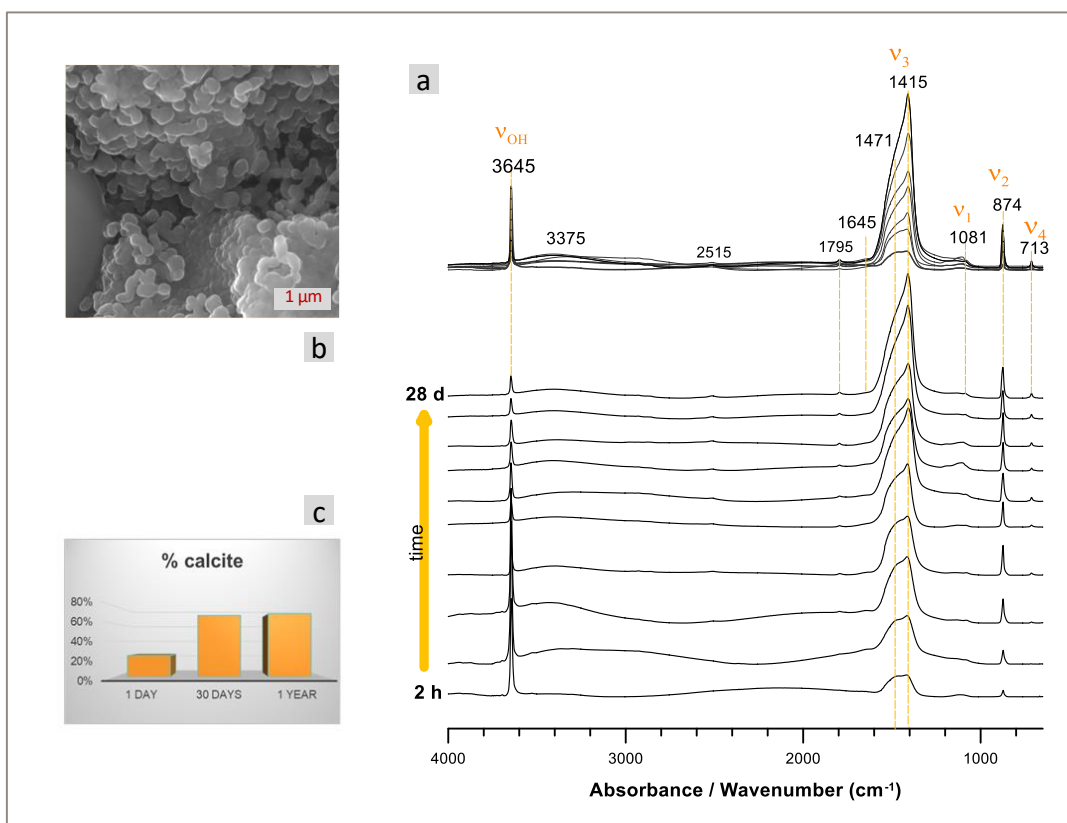 a
ν3
1415
νOH
1471
3645
ν2
1645
ν1
874
3375
2515
1795
1081
ν4
713
1 µm
b
28 d
c
time
% calcite
80%
60%
40%
20%
0%
1 DAY 30 DAYS 1 YEAR
2 h
4000 3000 2000 1000
Absorbance / Wavenumber (cm-1)